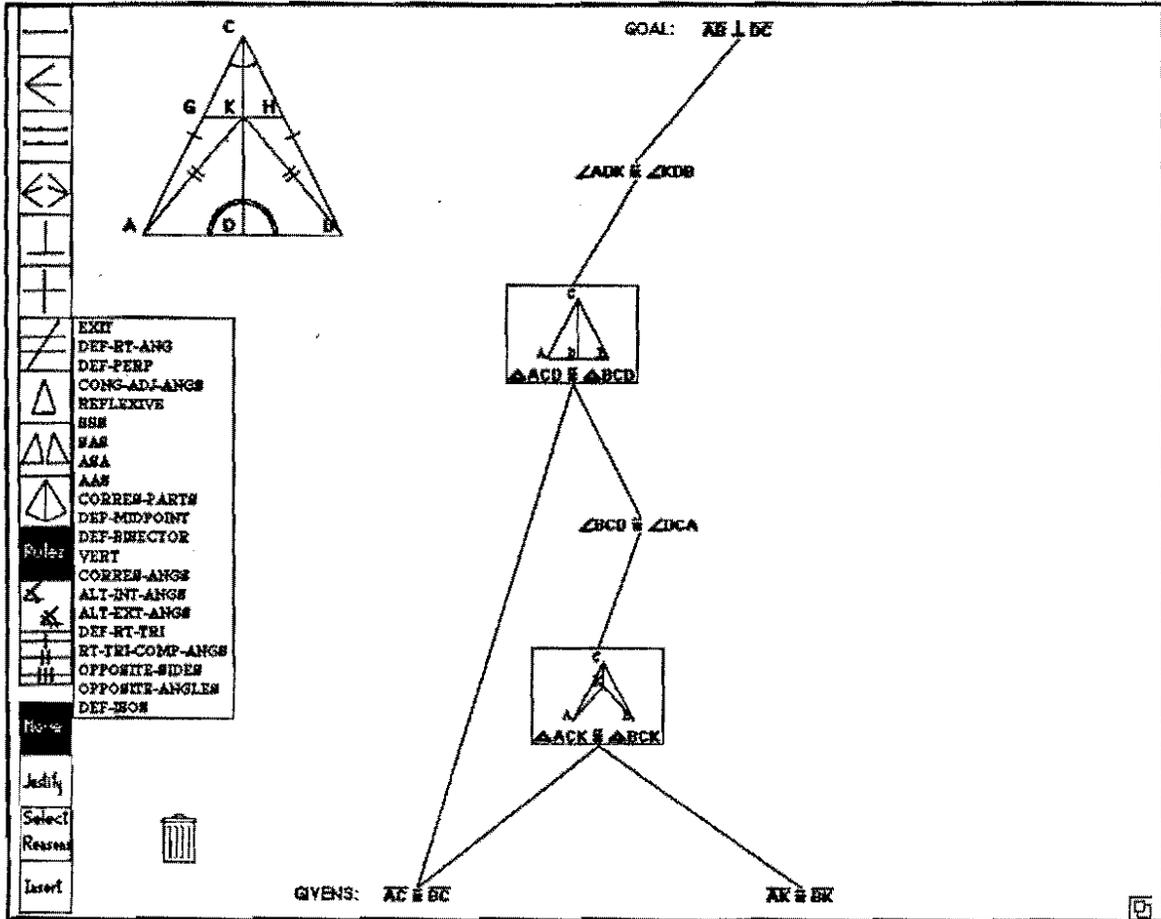 C
G K H
A D B
GOAL: AB ⊥ DC
∠ADK ≅ ∠KDB
C
A D B
△ACD ≅ △BCD
∠BCD ≅ ∠DCA
C
K
A B
△ACK ≅ △BCK
GIVENS: AC ≅ BC AK ≅ BK
EXIT
DEF-RT-ANG
DEF-PERP
CONG-ADJ-ANGS
REFLEXIVE
SSS
SAS
ASA
AAS
CORRES-PARTS
DEF-MIDPOINT
DEF-BISECTOR
VERT
CORRES-ANGS
ALT-INT-ANGS
ALT-EXT-ANGS
DEF-RT-TRI
RT-TRI-COMP-ANGS
OPPOSITE-SIDES
OPPOSITE-ANGLES
DEF-ISOS
Rules
Move
Justify
Select
Reasons
Insert